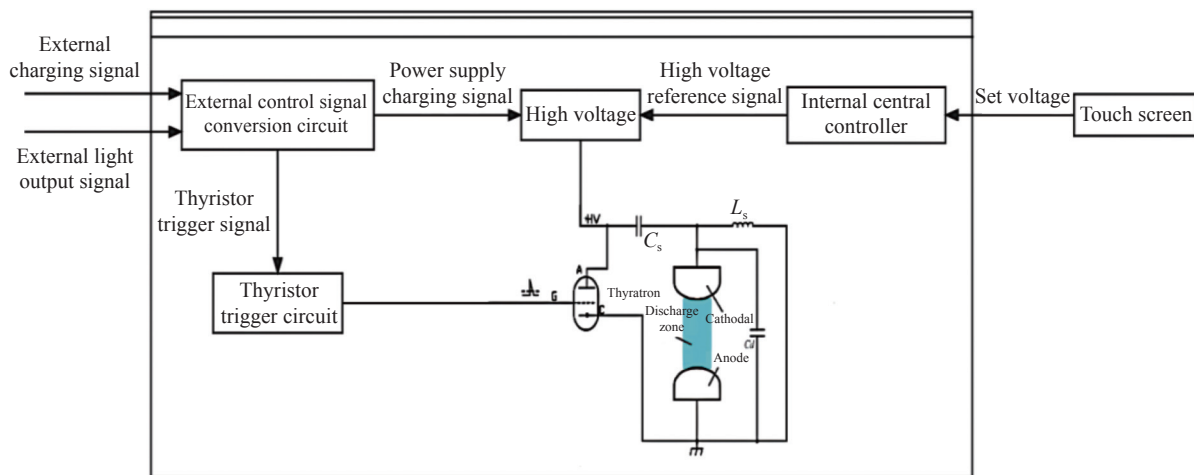 External
charging signal
External light
output signal
External control signal
conversion circuit
Power supply
charging signal
High voltage
High voltage
reference signal
Internal central
controller
Set voltage
Touch screen
Thyristor
trigger signal
Thyristor
trigger circuit
HV
Cs
Ls
A
G
C
Thyratron
Discharge
zone
Cathodal
Anode
Cd